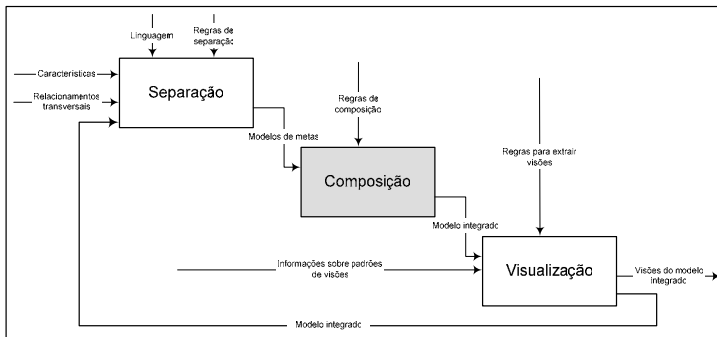 Linguagem
Regras de
separação
Características
Relacionamentos
transversais
Separação
Regras de
composição
Modelos de metas
Composição
Regras para extrair
visões
Modelo integrado
Informações sobre padrões
de visões
Visualização
Visões do modelo
integrado
Modelo integrado